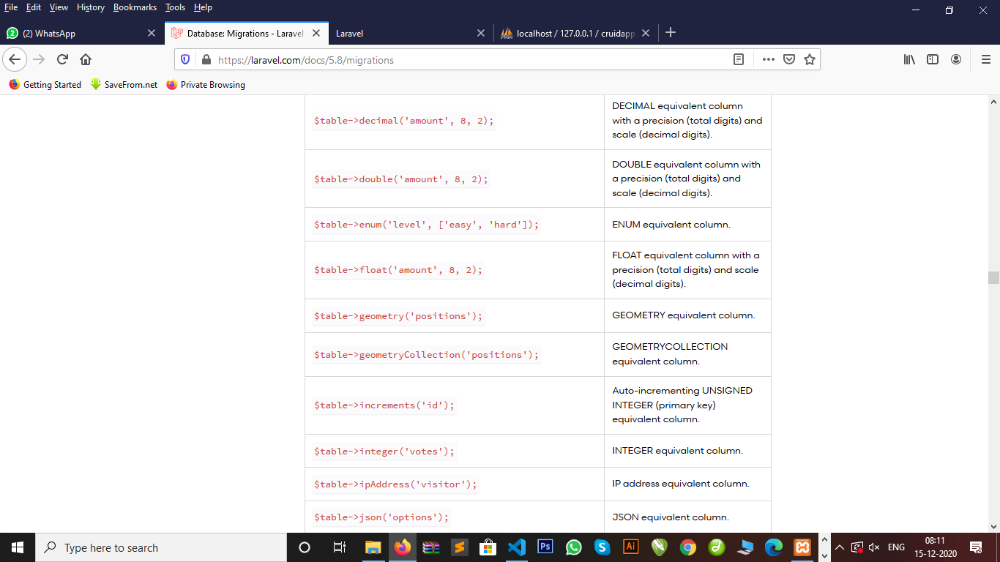 File Edit View History Bookmarks Tools Help
(2) WhatsApp
Database: Migrations - Laravel -
Laravel
localhost / 127.0.0.1 / cruidapp
https://laravel.com/docs/5.8/migrations
Getting Started SaveFrom.net Private Browsing
$table->decimal('amount', 8, 2);
DECIMAL equivalent column
with a precision (total digits) and
scale (decimal digits).
$table->double('amount', 8, 2);
DOUBLE equivalent column with
a precision (total digits) and
scale (decimal digits).
$table->enum('level', ['easy', 'hard']);
ENUM equivalent column.
$table->float('amount', 8, 2);
FLOAT equivalent column with a
precision (total digits) and scale
(decimal digits).
$table->geometry('positions');
GEOMETRY equivalent column.
$table->geometryCollection('positions');
GEOMETRYCOLLECTION
equivalent column.
$table->increments('id');
Auto-incrementing UNSIGNED
INTEGER (primary key)
equivalent column.
$table->integer('votes');
INTEGER equivalent column.
$table->ipAddress('visitor');
IP address equivalent column.
$table->json('options');
JSON equivalent column.
Type here to search
Ps
Ai
ENG
08:11
15-12-2020